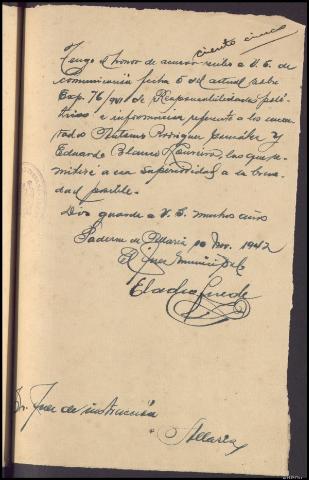 ciento cinco
Tengo el honor de acusar recibo a V. S. de
comunicación fecha 5 del actual sobre
Exp. 76/941 de Responsabilidades polí-
ticas e información referente a los encar-
tados Rodriguez González y
Eduardo Blanco, las que re-
mitiré a esa Superioridad a la breve-
dad posible.
Dios guarde a V. S. muchos años
Paderne de Allariz 10 Nov. 1942
El Juez Municipal
Eladio
Sr. Juez de instrucción
Allariz